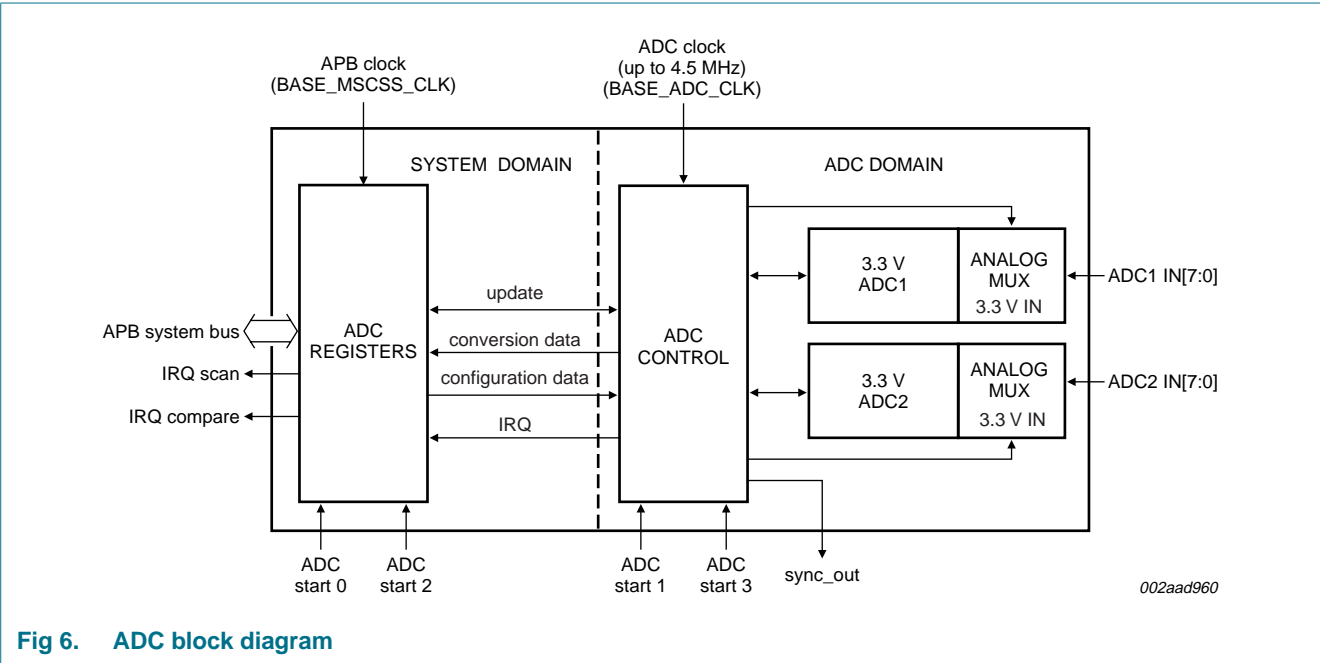 APB clock
(BASE_MSCSS_CLK)
ADC clock
(up to 4.5 MHz)
(BASE_ADC_CLK)
SYSTEM DOMAIN
ADC DOMAIN
APB system bus
IRQ scan
IRQ compare
ADC
REGISTERS
update
conversion data
configuration data
IRQ
ADC
CONTROL
3.3 V
ADC1
ANALOG
MUX
3.3 V IN
ADC1 IN[7:0]
3.3 V
ADC2
ANALOG
MUX
3.3 V IN
ADC2 IN[7:0]
ADC
start 0
ADC
start 2
ADC
start 1
ADC
start 3
sync_out
002aad960
Fig 6. ADC block diagram